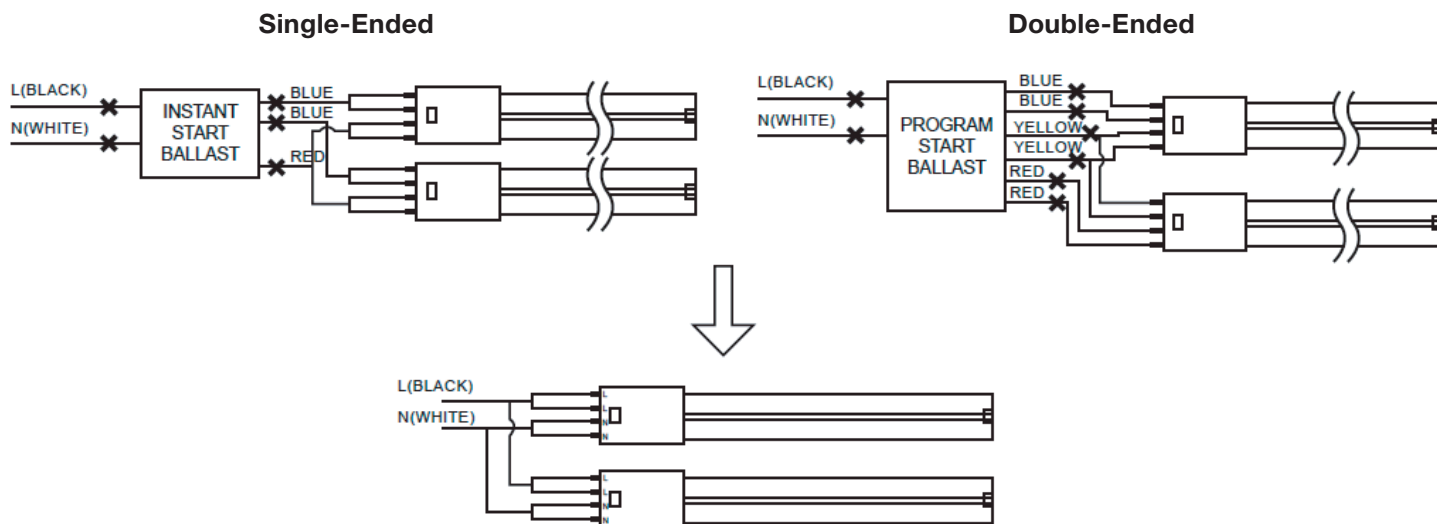 Single-Ended
Double-Ended
L(BLACK)
N(WHITE)
INSTANT
START
BALLAST
BLUE
BLUE
RED
L(BLACK)
N(WHITE)
PROGRAM
START
BALLAST
BLUE
BLUE
YELLOW
YELLOW
RED
RED
L(BLACK)
N(WHITE)
L
L
N
N
L
L
N
N